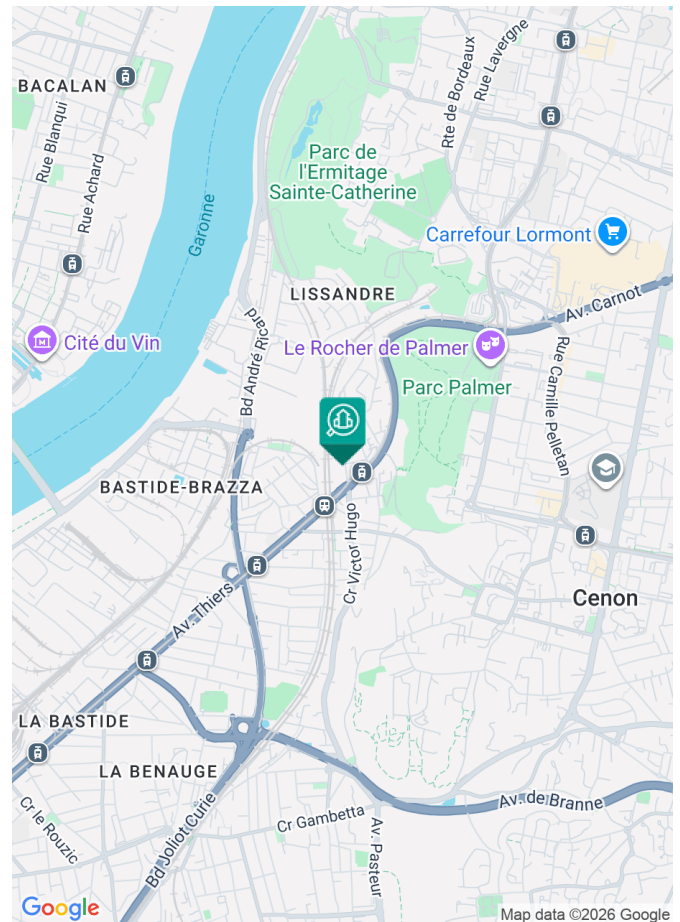 BACALAN
Rue Blanqui
Rue Achard
Garonne
Rte de Bordeaux
Rue Lavergne
Parc de
l'Ermitage
Sainte-Catherine
Carrefour Lormont
LISSANDRE
Av. Carnot
Cité du Vin
Bd André Ricard
Le Rocher de Palmer
Parc Palmer
Rue Camille Pelletan
BASTIDE-BRAZZA
Cr Victor Hugo
Av. Thiers
Cenon
LA BASTIDE
LA BENAUGE
Cr le Rouzic
Bd Joliot Curie
Cr Gambetta
Av. Pasteur
Av. de Branne
Google
Map data ©2026 Google